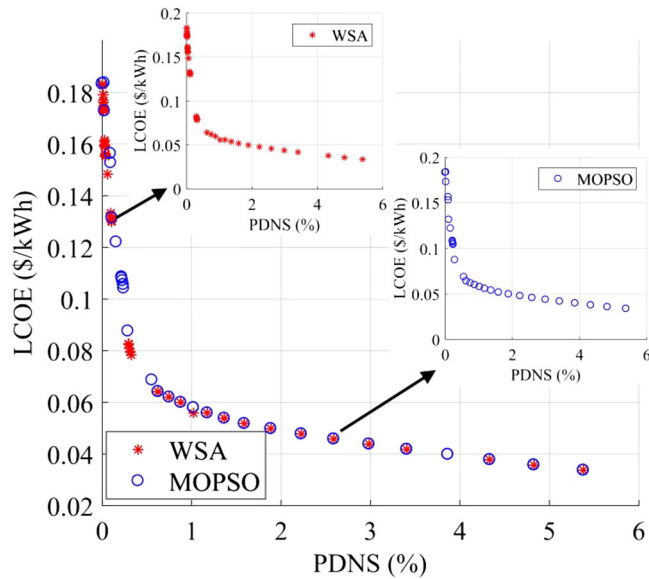 0.2
WSA
0.15
0.1
0.05
0
LCOE ($/kWh)
0 2 4 6
PDNS (%)
0.2
MOPSO
0.15
0.1
0.05
0
LCOE ($/kWh)
0 2 4 6
PDNS (%)
0.18
0.16
0.14
0.12
0.1
0.08
0.06
0.04
0.02
LCOE ($/kWh)
WSA
MOPSO
0 1 2 3 4 5 6
PDNS (%)